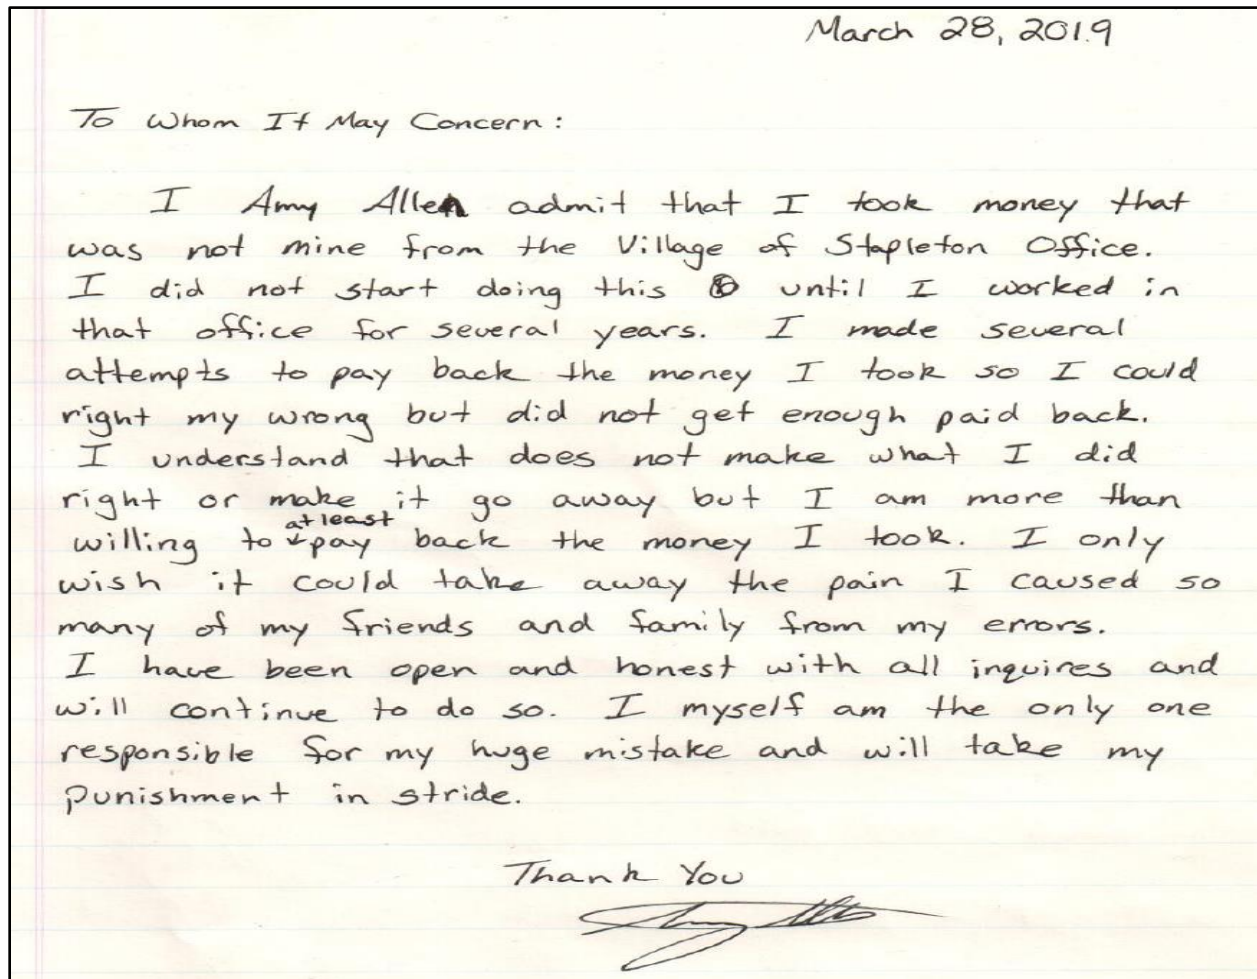 March 28, 2019
To Whom It May Concern:
I Amy Allen admit that I took money that
was not mine from the Village of Stapleton Office.
I did not start doing this until I worked in
that office for several years. I made several
attempts to pay back the money I took so I could
right my wrong but did not get enough paid back.
I understand that does not make what I did
right or make it go away but I am more than
at least
willing to pay back the money I took. I only
wish it could take away the pain I caused so
many of my friends and family from my errors.
I have been open and honest with all inquires and
will continue to do so. I myself am the only one
responsible for my huge mistake and will take my
punishment in stride.
Thank You